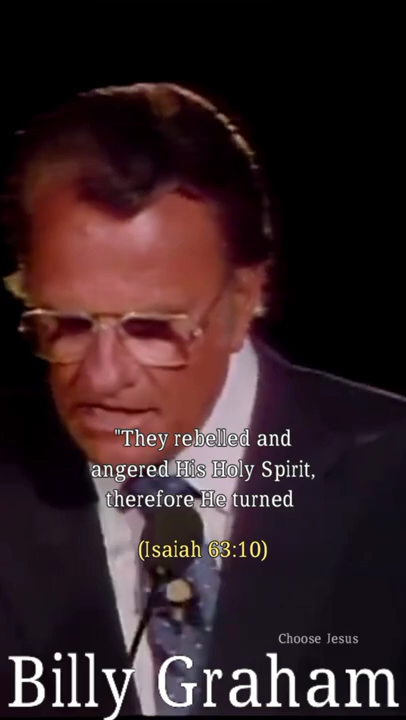 "They rebelled and
angered His Holy Spirit,
therefore He turned
(Isaiah 63:10)
Choose Jesus
Billy Graham